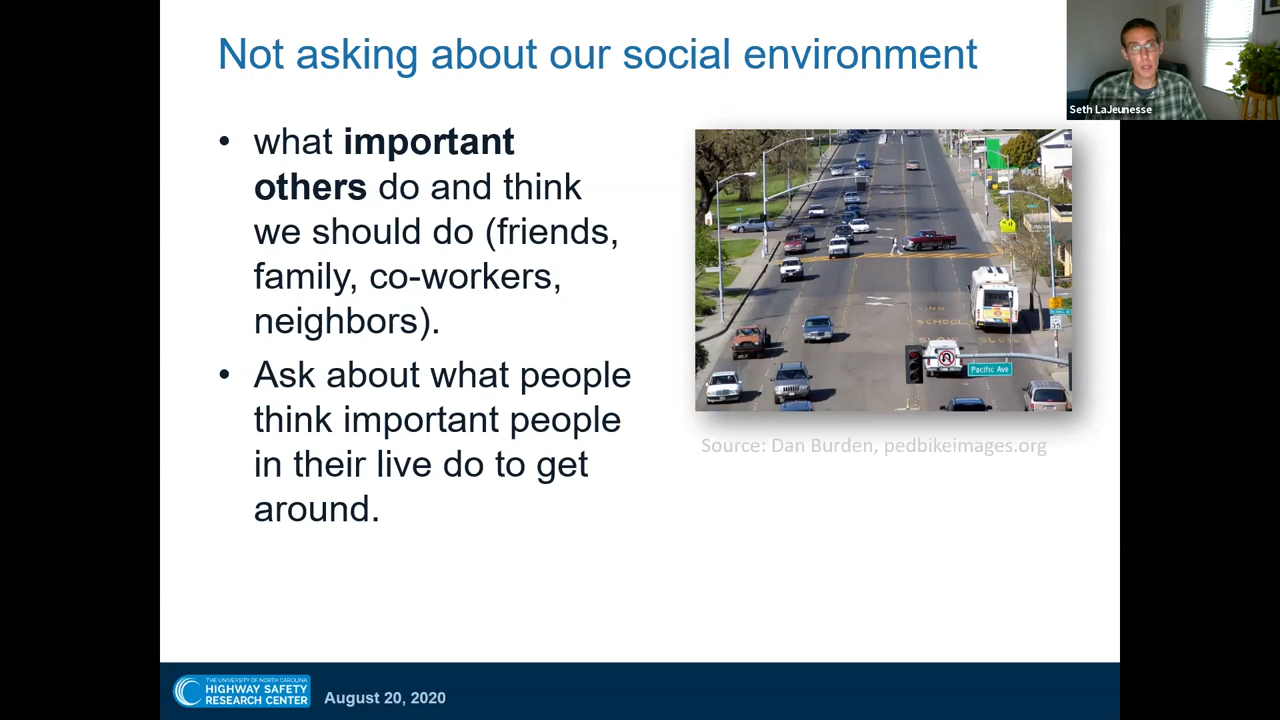 Not asking about our social environment
Seth LaJeunesse
• what important
others do and think
we should do (friends,
family, co-workers,
neighbors).
• Ask about what people
think important people
in their live do to get
around.
SCHOOL
35
Pacific Ave
Source: Dan Burden, pedbikeimages.org
THE UNIVERSITY OF NORTH CAROLINA
HIGHWAY SAFETY
RESEARCH CENTER
August 20, 2020